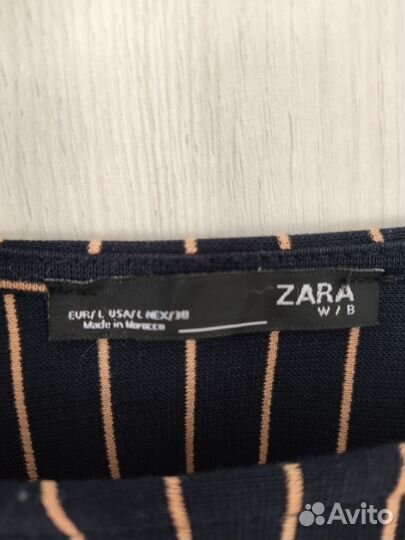 ZARA
W / B
EUR/L USA/L MEX/30
Made in Morocco
Avito